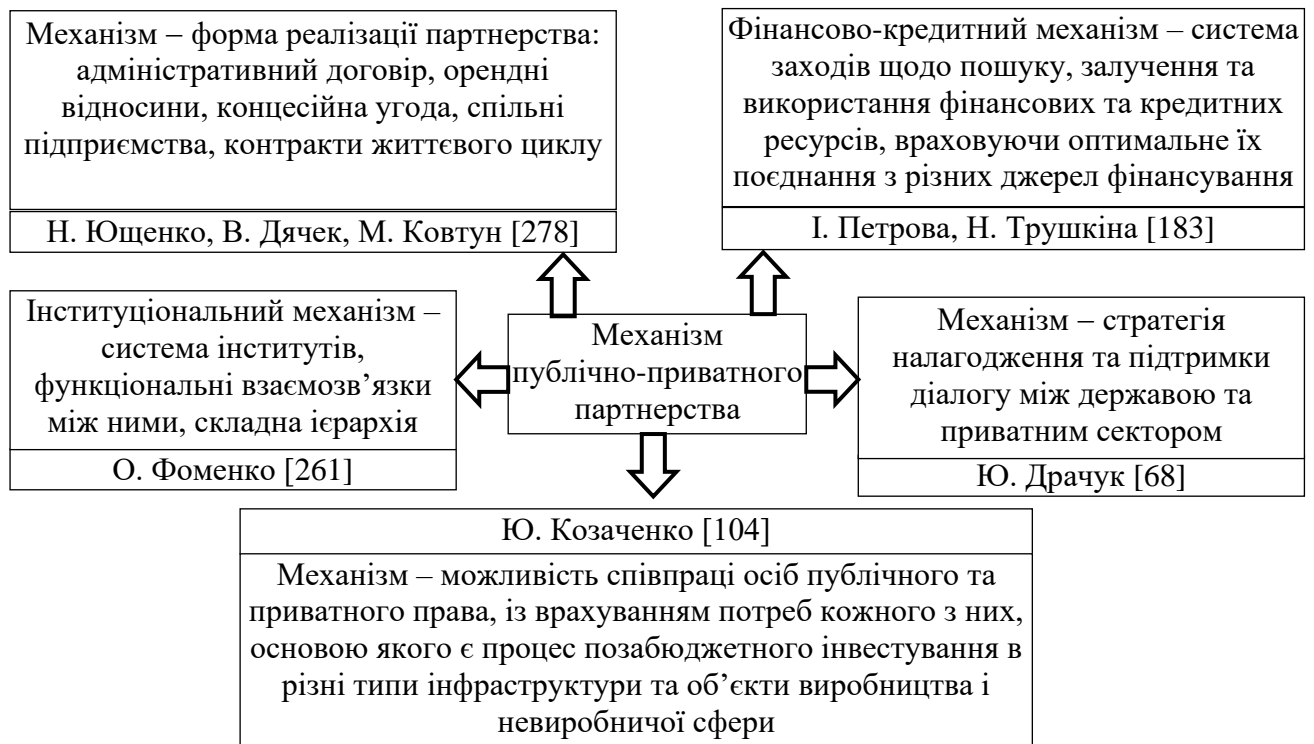 Механізм – форма реалізації партнерства:
адміністративний договір, орендні
відносини, концесійна угода, спільні
підприємства, контракти життєвого циклу
Н. Ющенко, В. Дячек, М. Ковтун [278]
Фінансово-кредитний механізм – система
заходів щодо пошуку, залучення та
використання фінансових та кредитних
ресурсів, враховуючи оптимальне їх
поєднання з різних джерел фінансування
І. Петрова, Н. Трушкіна [183]
Інституціональний механізм –
система інститутів,
функціональні взаємозв’язки
між ними, складна ієрархія
О. Фоменко [261]
Механізм
публічно-приватного
партнерства
Механізм – стратегія
налагодження та підтримки
діалогу між державою та
приватним сектором
Ю. Драчук [68]
Ю. Козаченко [104]
Механізм – можливість співпраці осіб публічного та
приватного права, із врахуванням потреб кожного з них,
основою якого є процес позабюджетного інвестування в
різні типи інфраструктури та об’єкти виробництва і
невиробничої сфери